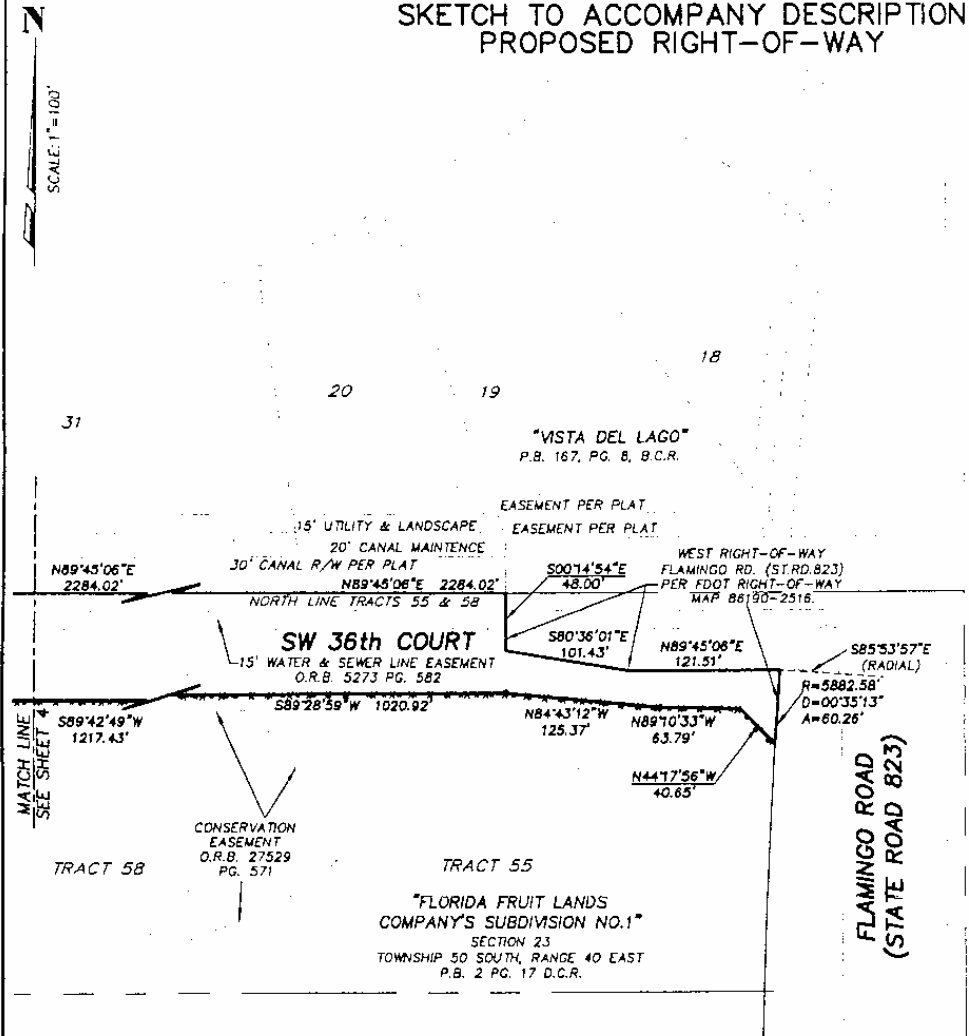 N
SCALE: 1"=100'
SKETCH TO ACCOMPANY DESCRIPTION
PROPOSED RIGHT-OF-WAY
18
20
19
31
"VISTA DEL LAGO"
P.B. 167, PG. 8, B.C.R.
EASEMENT PER PLAT
15' UTILITY & LANDSCAPE
EASEMENT PER PLAT
20' CANAL MAINTENCE
30' CANAL R/W PER PLAT
N89°45'06"E
2284.02'
N89°45'06"E 2284.02'
NORTH LINE TRACTS 55 & 58
S00°14'54"E
48.00'
WEST RIGHT-OF-WAY
FLAMINGO RD. (ST.RD.823)
PER FDOT RIGHT-OF-WAY
MAP 86190-2516
SW 36th COURT
15' WATER & SEWER LINE EASEMENT
O.R.B. 5273 PG. 582
S80°36'01"E
101.43'
N89°45'06"E
121.51'
S85°53'57"E
(RADIAL)
R=5882.58'
D=00°35'13"
A=60.26'
S89°42'49"W
1217.43'
S89°28'59"W 1020.92'
N84°43'12"W
125.37'
N89°10'33"W
63.79'
N44°17'56"W
40.65'
MATCH LINE
SEE SHEET 4
CONSERVATION
EASEMENT
O.R.B. 27529
PG. 571
TRACT 58
TRACT 55
"FLORIDA FRUIT LANDS
COMPANY'S SUBDIVISION NO.1"
SECTION 23
TOWNSHIP 50 SOUTH, RANGE 40 EAST
P.B. 2 PG. 17 D.C.R.
FLAMINGO ROAD
(STATE ROAD 823)